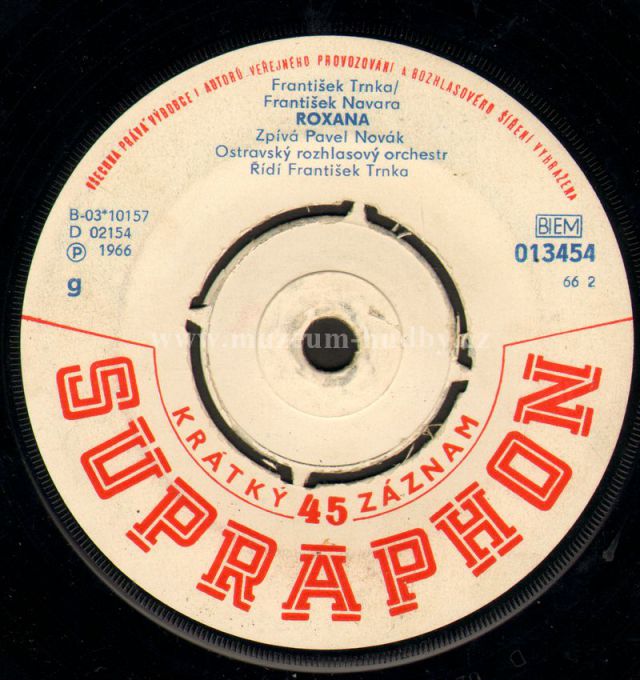 VŠECHNA PRÁVA VÝROBCE I AUTORŮ. VEŘEJNÉHO PROVOZOVÁNÍ A ROZHLASOVÉHO ŠÍŘENÍ VYHRAZENA
František Trnka/
František Navara
ROXANA
Zpívá Pavel Novák
Ostravský rozhlasový orchestr
Řídí František Trnka
B-03*10157
D 02154
Ⓟ 1966
g
BIEM
013454
66 2
www.muzeum-hudby.cz
KRÁTKÝ 45 ZÁZNAM
SUPRAPHON